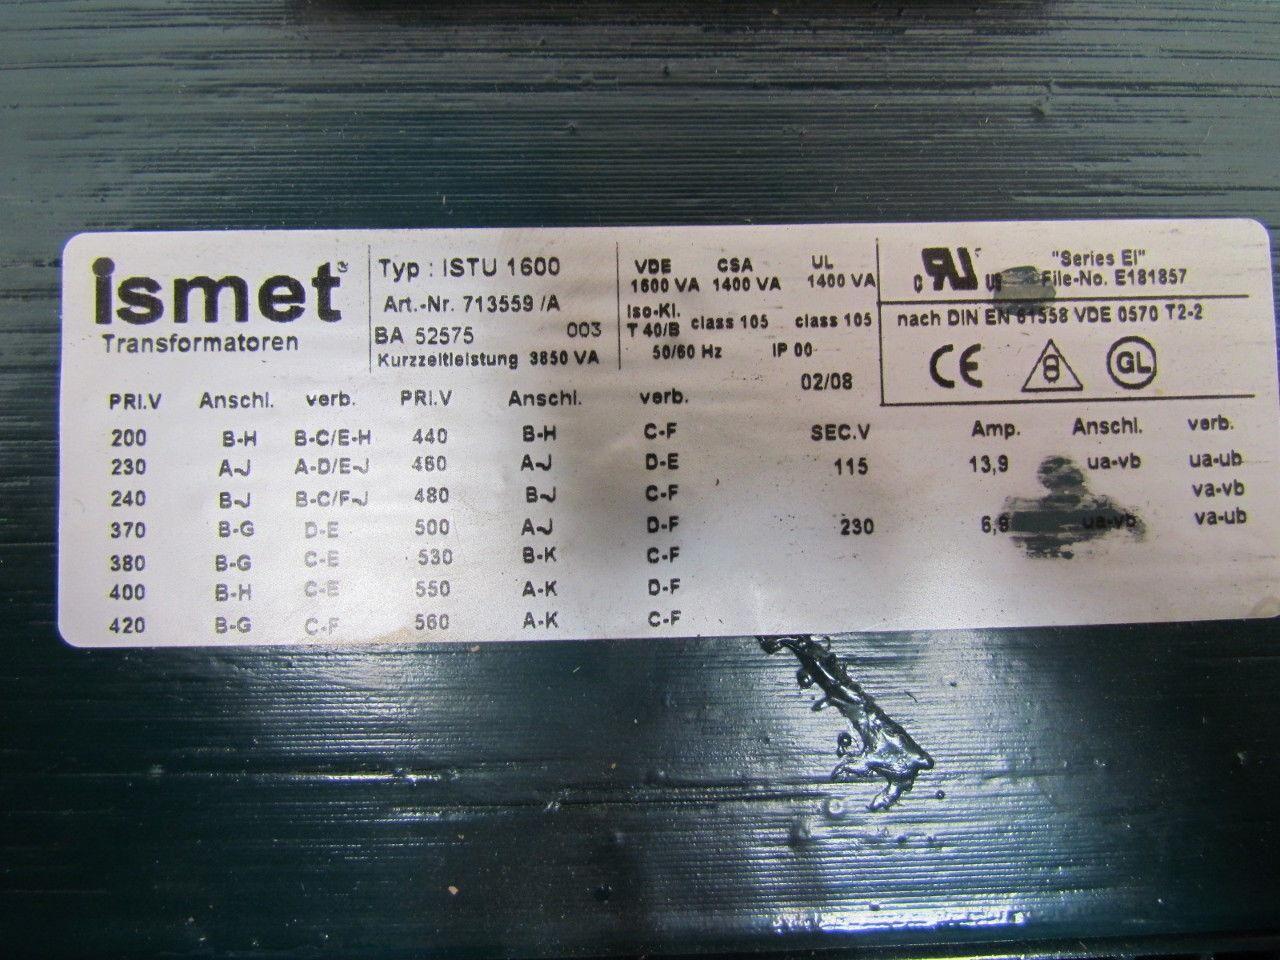 ismet®
Transformatoren
Typ : ISTU 1600
Art.-Nr. 713559 /A
BA 52575 003
Kurzzeitleistung 3850 VA
VDE CSA UL
1600 VA 1400 VA 1400 VA
Iso-Kl.
T 40/B class 105 class 105
50/60 Hz IP 00
02/08
c RU us "Series EI"
File-No. E181857
nach DIN EN 61558 VDE 0570 T2-2
CE GL
PRI.V Anschl. verb. PRI.V Anschl. verb.
200 B-H B-C/E-H 440 B-H C-F
230 A-J A-D/E-J 460 A-J D-E
240 B-J B-C/F-J 480 B-J C-F
370 B-G D-E 500 A-J D-F
380 B-G C-E 530 B-K C-F
400 B-H C-E 550 A-K D-F
420 B-G C-F 560 A-K C-F
SEC.V Amp. Anschl. verb.
115 13,9 ua-vb ua-ub
va-vb
230 6,9 ua-vb va-ub